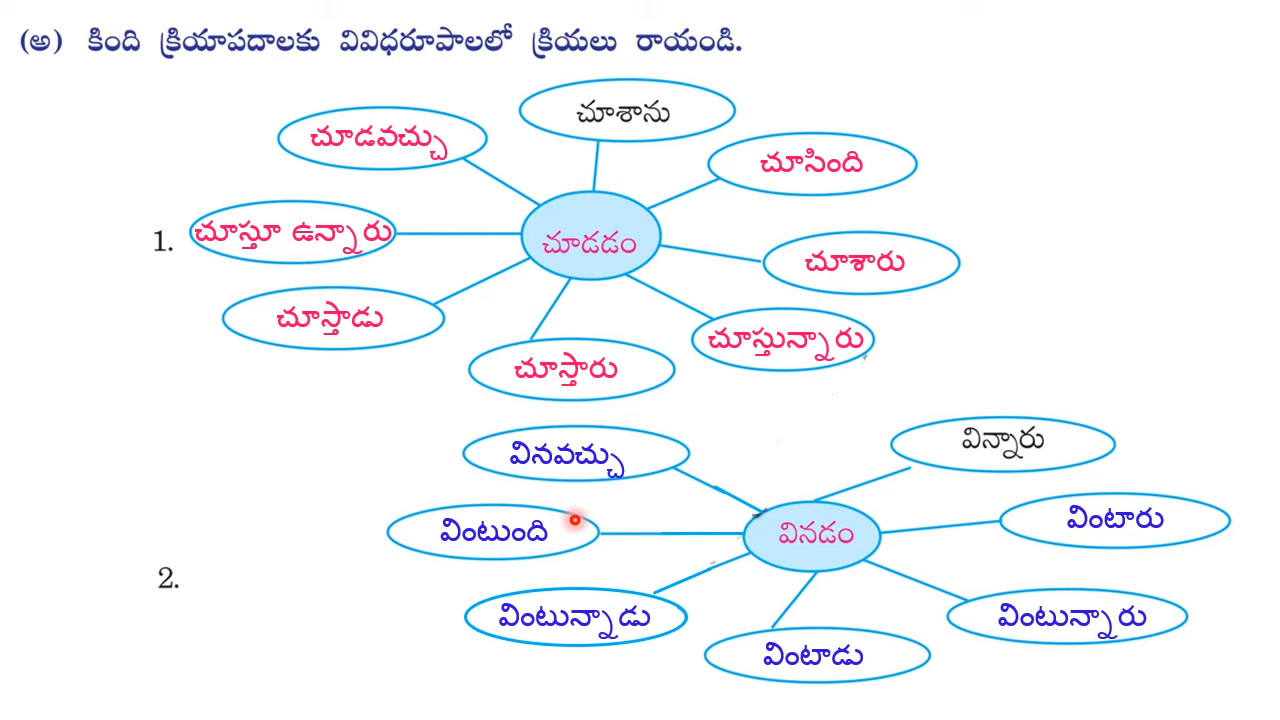 (అ) కింది క్రియాపదాలకు వివిధరూపాలలో క్రియలు రాయండి.
చూశాను
చూడవచ్చు
చూసింది
1. చూస్తూ ఉన్నారు
చూడడం
చూశారు
చూస్తాడు
చూస్తున్నారు
చూస్తారు
విన్నారు
వినవచ్చు
వింటారు
వింటుంది
వినడం
2.
వింటున్నాడు
వింటున్నారు
వింటాడు